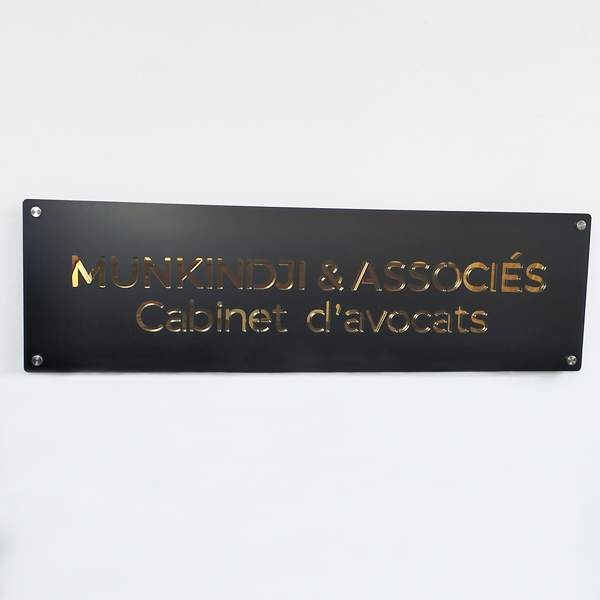 MUNKINDJI & ASSOCIÉS
Cabinet d'avocats